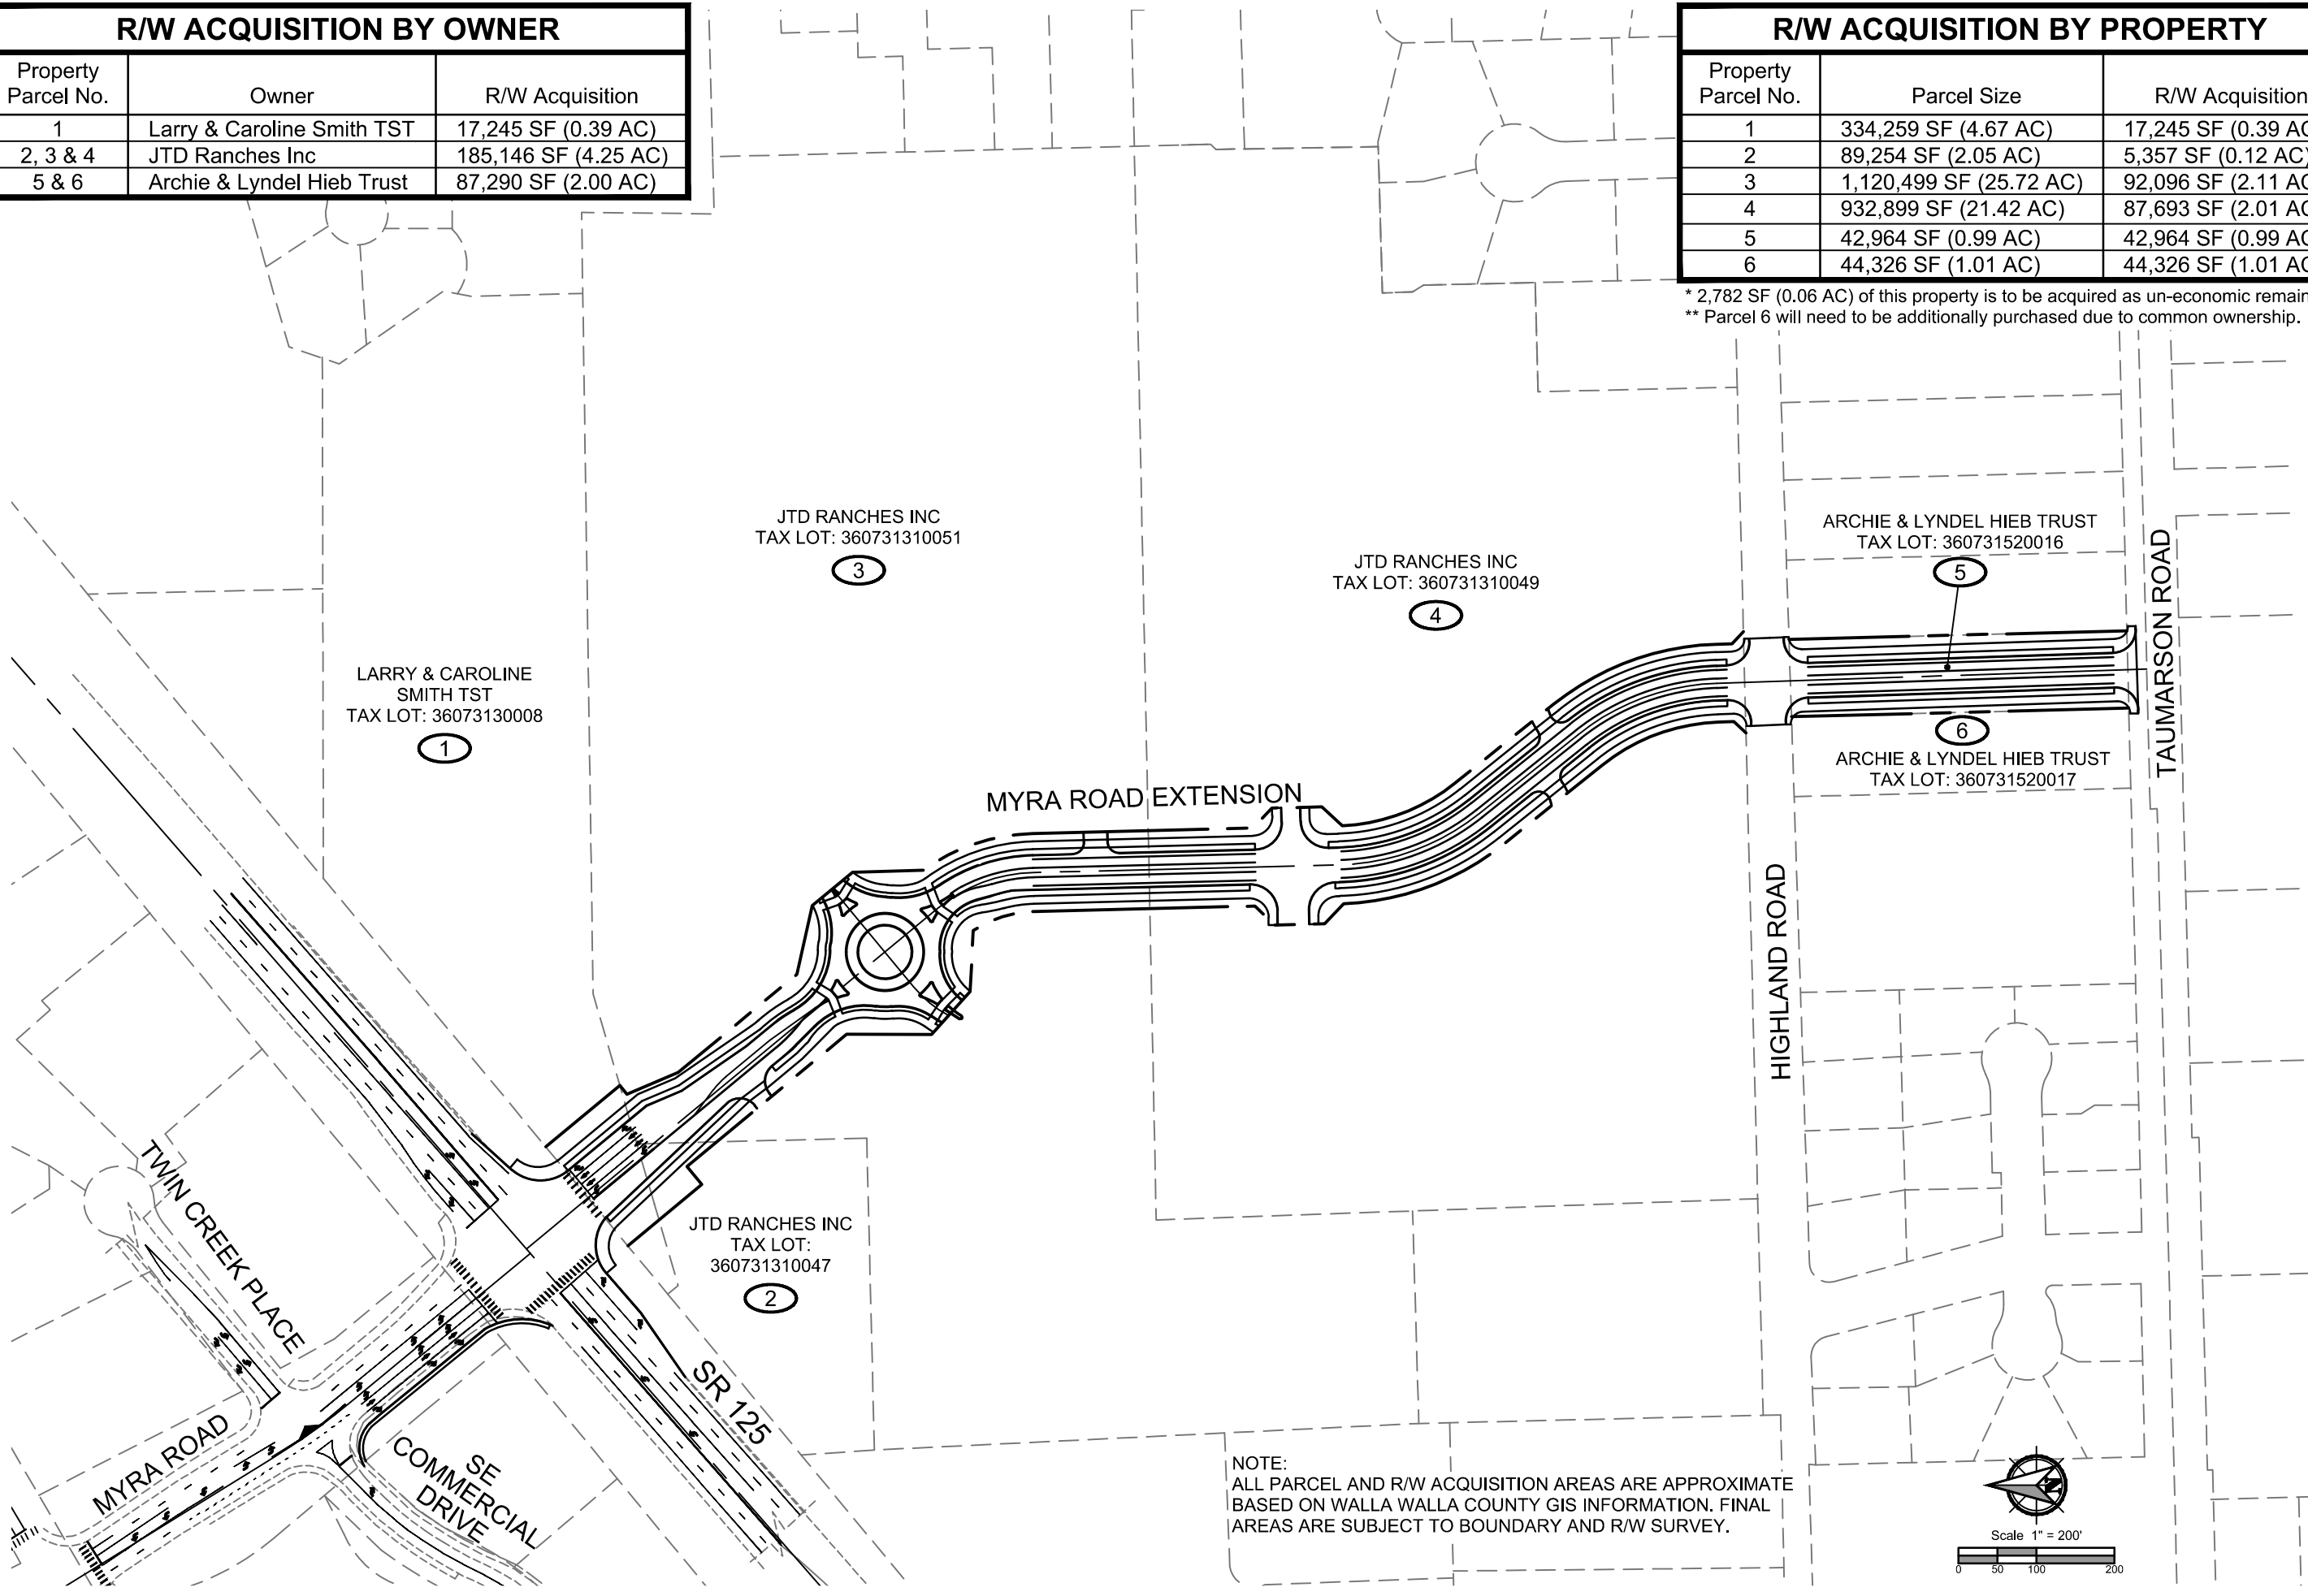 R/W ACQUISITION BY OWNER
Property Parcel No. Owner R/W Acquisition
1 Larry & Caroline Smith TST 17,245 SF (0.39 AC)
2, 3 & 4 JTD Ranches Inc 185,146 SF (4.25 AC)
5 & 6 Archie & Lyndel Hieb Trust 87,290 SF (2.00 AC)
R/W ACQUISITION BY PROPERTY
Property Parcel No. Parcel Size R/W Acquisition
1 334,259 SF (4.67 AC) 17,245 SF (0.39 AC
2 89,254 SF (2.05 AC) 5,357 SF (0.12 AC)
3 1,120,499 SF (25.72 AC) 92,096 SF (2.11 AC
4 932,899 SF (21.42 AC) 87,693 SF (2.01 AC
5 42,964 SF (0.99 AC) 42,964 SF (0.99 AC
6 44,326 SF (1.01 AC) 44,326 SF (1.01 AC
* 2,782 SF (0.06 AC) of this property is to be acquired as un-economic remain
** Parcel 6 will need to be additionally purchased due to common ownership.
JTD RANCHES INC
TAX LOT: 360731310051
3
JTD RANCHES INC
TAX LOT: 360731310049
4
ARCHIE & LYNDEL HIEB TRUST
TAX LOT: 360731520016
5
LARRY & CAROLINE
SMITH TST
TAX LOT: 36073130008
1
6
ARCHIE & LYNDEL HIEB TRUST
TAX LOT: 360731520017
TAUMARSON ROAD
MYRA ROAD EXTENSION
HIGHLAND ROAD
JTD RANCHES INC
TAX LOT:
360731310047
2
TWIN CREEK PLACE
SR 125
MYRA ROAD
SE
COMMERCIAL
DRIVE
NOTE:
ALL PARCEL AND R/W ACQUISITION AREAS ARE APPROXIMATE
BASED ON WALLA WALLA COUNTY GIS INFORMATION. FINAL
AREAS ARE SUBJECT TO BOUNDARY AND R/W SURVEY.
N
Scale 1" = 200'
0 50 100 200